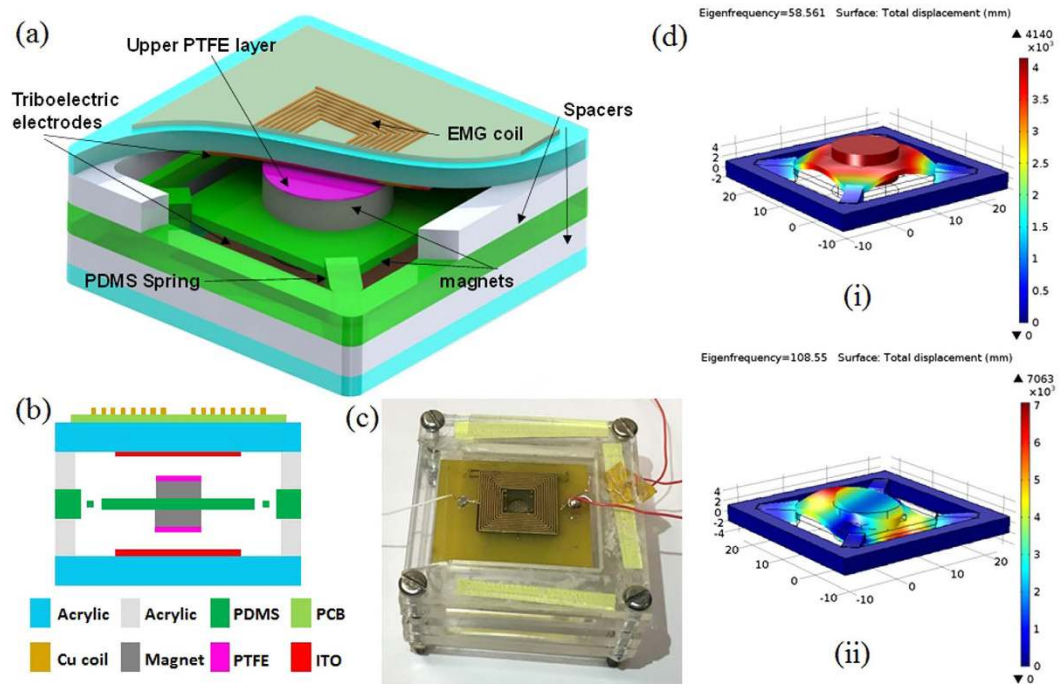 (a)
Upper PTFE layer
Triboelectric
electrodes
EMG coil
Spacers
PDMS Spring
magnets
(b)
Acrylic Acrylic PDMS PCB
Cu coil Magnet PTFE ITO
(c)
(d)
Eigenfrequency=58.561 Surface: Total displacement (mm)
▲ 4140
×10³
4
3.5
3
2.5
2
1.5
1
0.5
0
▼ 0
4
2
0
-2
20
10
0
-10
20
10
0
-10
(i)
Eigenfrequency=108.55 Surface: Total displacement (mm)
▲ 7063
×10³
7
6
5
4
3
2
1
0
▼ 0
4
2
0
-2
-4
20
10
0
-10
20
10
0
-10
(ii)